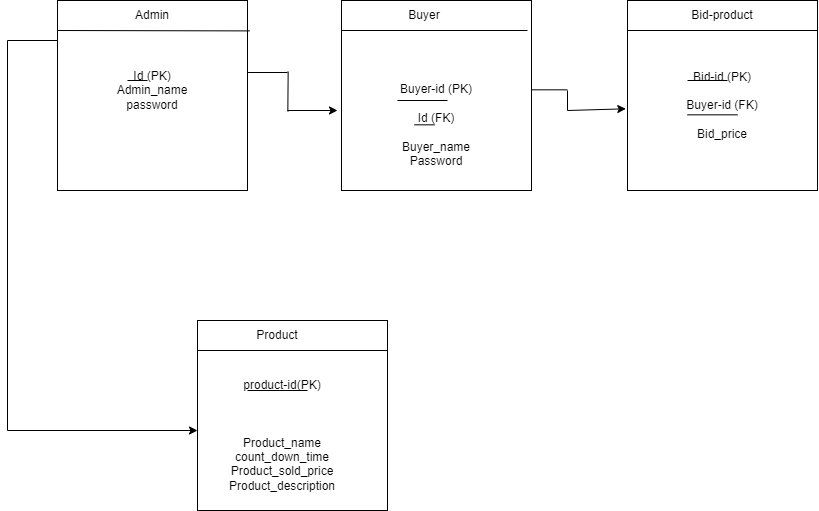 Admin
Id (PK)
Admin_name
password
Buyer
Buyer-id (PK)
Id (FK)
Buyer_name
Password
Bid-product
Bid-id (PK)
Buyer-id (FK)
Bid_price
Product
product-id(PK)
Product_name
count_down_time
Product_sold_price
Product_description